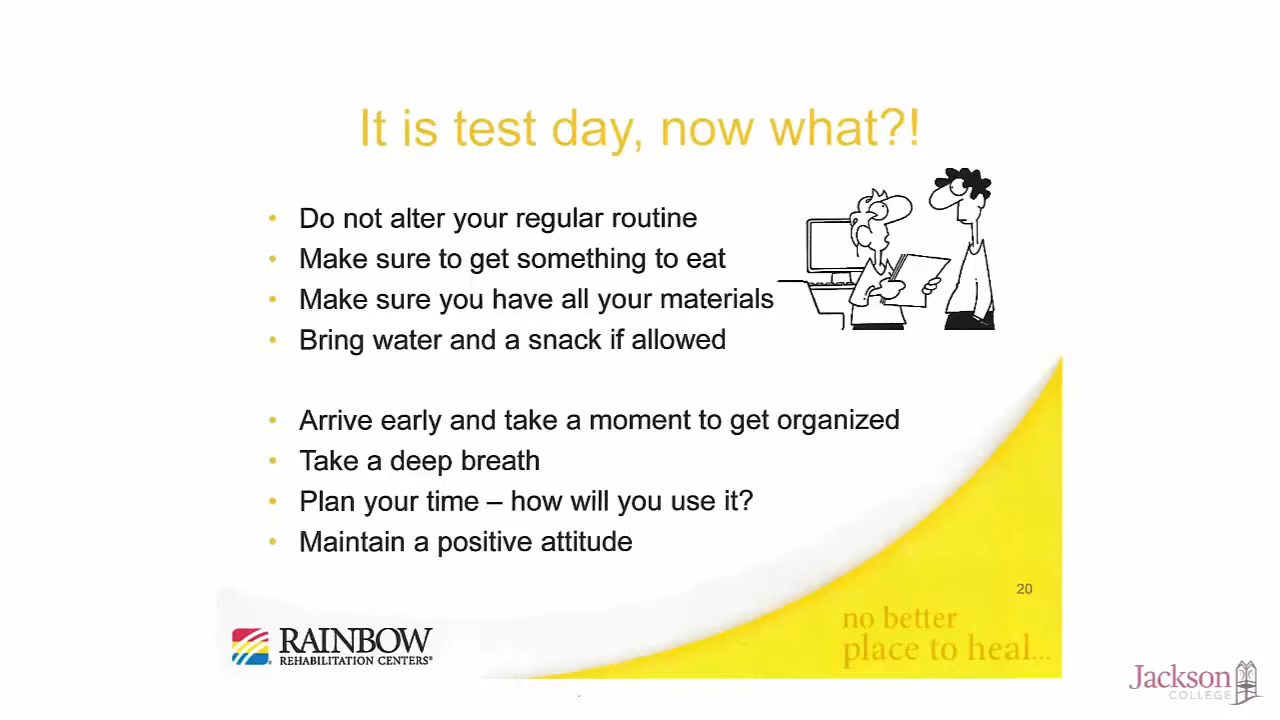 It is test day, now what?!
• Do not alter your regular routine
• Make sure to get something to eat
• Make sure you have all your materials
• Bring water and a snack if allowed
• Arrive early and take a moment to get organized
• Take a deep breath
• Plan your time – how will you use it?
• Maintain a positive attitude
20
no better
place to heal...
RAINBOW
REHABILITATION CENTERS®
Jackson
COLLEGE